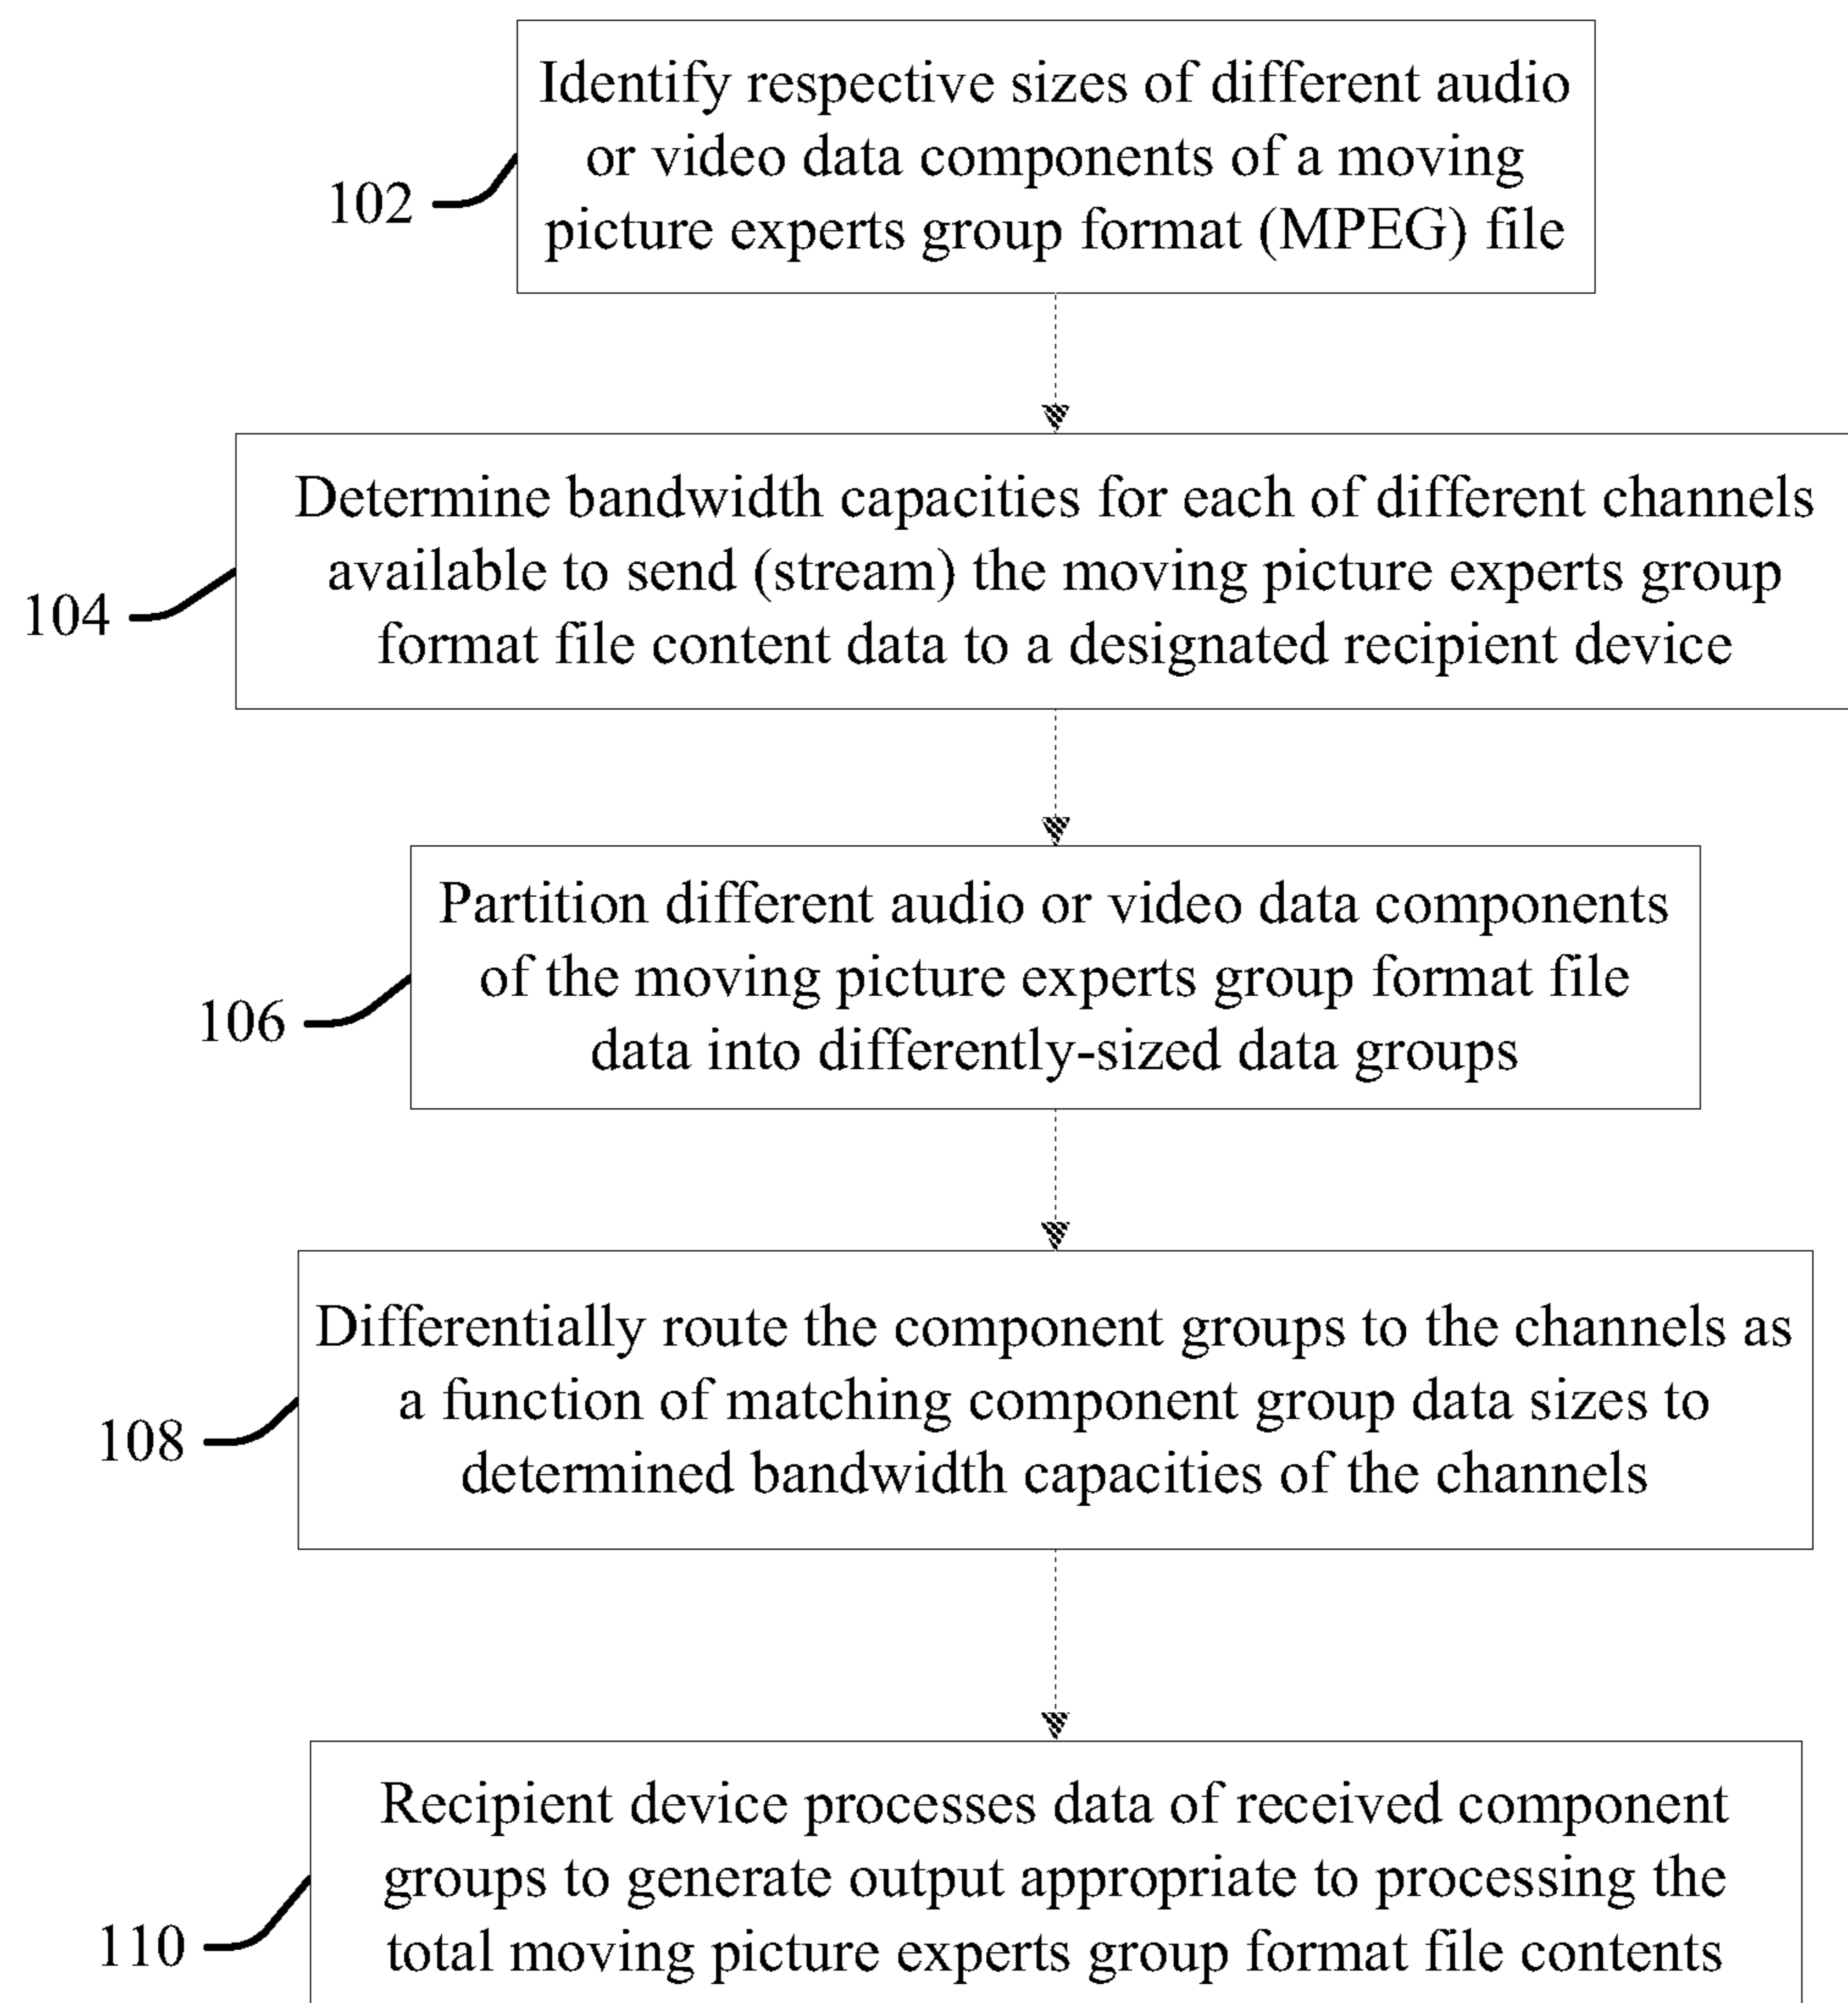 Identify respective sizes of different audio
or video data components of a moving
picture experts group format (MPEG) file
102
Determine bandwidth capacities for each of different channels
available to send (stream) the moving picture experts group
format file content data to a designated recipient device
104
Partition different audio or video data components
of the moving picture experts group format file
data into differently-sized data groups
106
Differentially route the component groups to the channels as
a function of matching component group data sizes to
determined bandwidth capacities of the channels
108
Recipient device processes data of received component
groups to generate output appropriate to processing the
total moving picture experts group format file contents
110